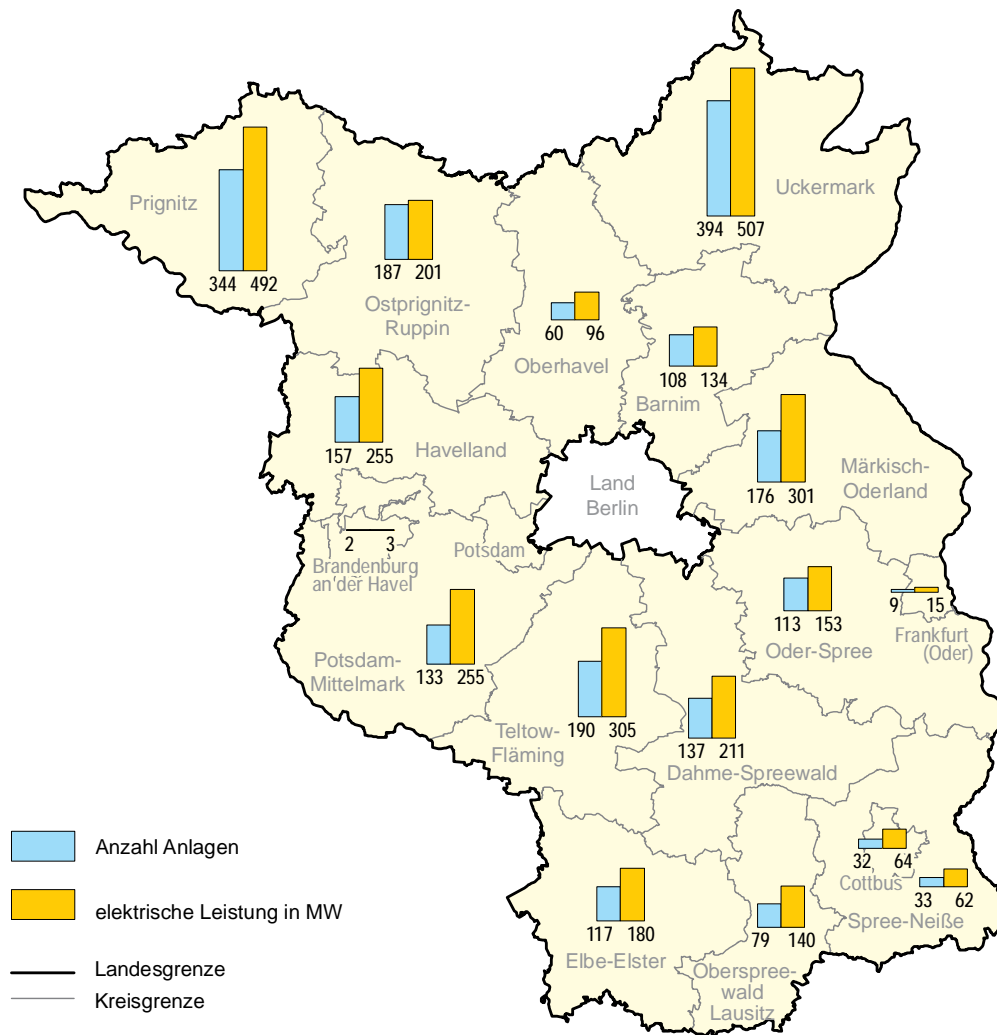 Uckermark
394 507
Prignitz
344 492
187 201
Ostprignitz-
Ruppin
60 96
Oberhavel
108 134
Barnim
157 255
Havelland
176 301
Märkisch-
Oderland
Land
Berlin
2 3
Brandenburg
an der Havel
Potsdam
133 255
Potsdam-
Mittelmark
190 305
Teltow-
Fläming
137 211
Dahme-Spreewald
113 153
Oder-Spree
9 15
Frankfurt
(Oder)
32 64
Cottbus
33 62
Spree-Neiße
117 180
Elbe-Elster
79 140
Oberspree-
wald
Lausitz
Anzahl Anlagen
elektrische Leistung in MW
Landesgrenze
Kreisgrenze